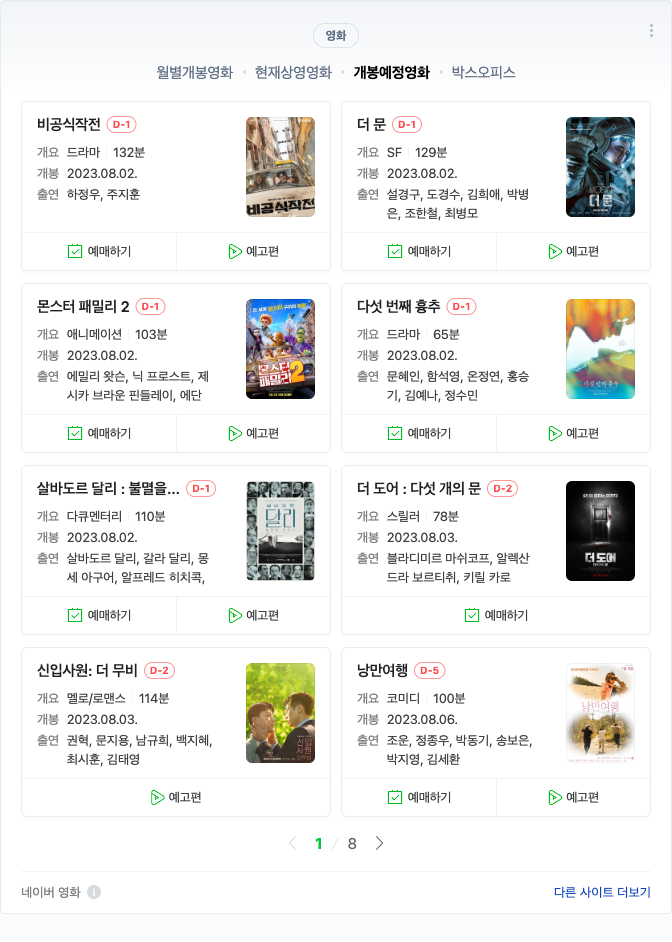 영화
월별개봉영화 · 현재상영영화 · 개봉예정영화 · 박스오피스
비공식작전 D-1
개요 드라마 132분
개봉 2023.08.02.
출연 하정우, 주지훈
비공식작전
예매하기 예고편
더 문 D-1
개요 SF 129분
개봉 2023.08.02.
출연 설경구, 도경수, 김희애, 박병
은, 조한철, 최병모
더 문
예매하기 예고편
몬스터 패밀리 2 D-1
개요 애니메이션 103분
개봉 2023.08.02.
출연 에밀리 왓슨, 닉 프로스트, 제
시카 브라운 핀들레이, 에단
몬스터
패밀리2
예매하기 예고편
다섯 번째 흉추 D-1
개요 드라마 65분
개봉 2023.08.02.
출연 문혜인, 함석영, 온정연, 홍승
기, 김예나, 정수민
다섯 번째 흉추
예매하기 예고편
살바도르 달리 : 불멸을... D-1
개요 다큐멘터리 110분
개봉 2023.08.02.
출연 살바도르 달리, 갈라 달리, 몽
세 아구어, 알프레드 히치콕,
달리
예매하기 예고편
더 도어 : 다섯 개의 문 D-2
개요 스릴러 78분
개봉 2023.08.03.
출연 블라디미르 마쉬코프, 알렉산
드라 보르티취, 키릴 카로
더 도어
예매하기
신입사원: 더 무비 D-2
개요 멜로/로맨스 114분
개봉 2023.08.03.
출연 권혁, 문지용, 남규희, 백지혜,
최시훈, 김태영
신입
사원
예고편
낭만여행 D-5
개요 코미디 100분
개봉 2023.08.06.
출연 조운, 정종우, 박동기, 송보은,
박지영, 김세환
낭만여행
예매하기 예고편
1 / 8
네이버 영화
다른 사이트 더보기